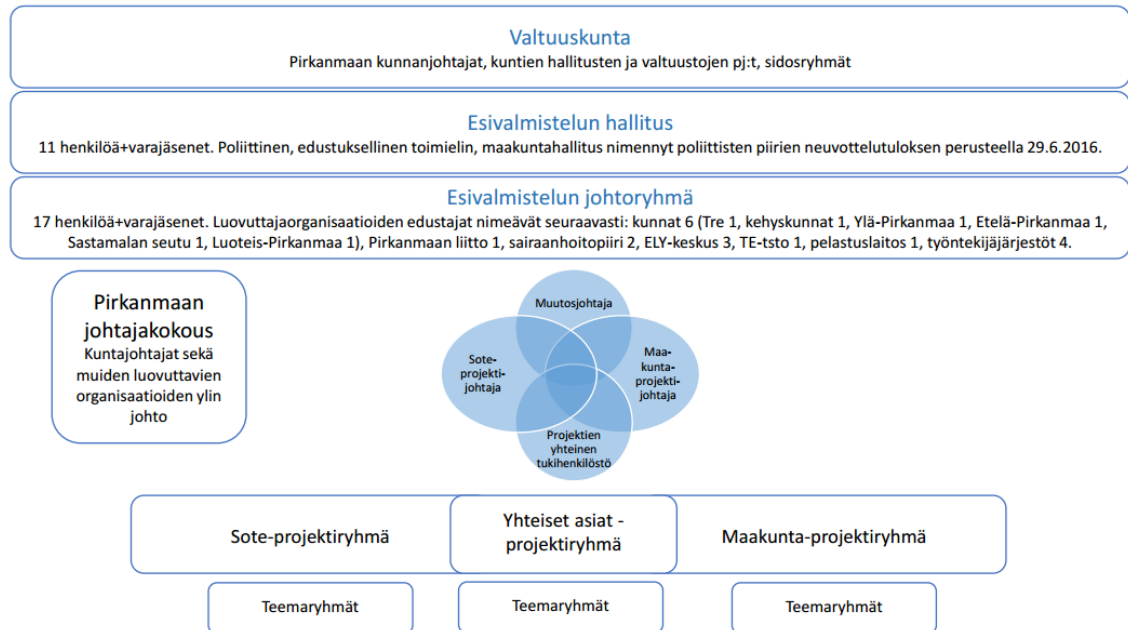 Valtuuskunta
Pirkanmaan kunnanjohtajat, kuntien hallitusten ja valtuustojen pj:t, sidosryhmät
Esivalmistelun hallitus
11 henkilöä+varajäsenet. Poliittinen, edustuksellinen toimielin, maakuntahallitus nimennyt poliittisten piirien neuvottelutuloksen perusteella 29.6.2016.
Esivalmistelun johtoryhmä
17 henkilöä+varajäsenet. Luovuttajaorganisaatioiden edustajat nimeävät seuraavasti: kunnat 6 (Tre 1, kehyskunnat 1, Ylä-Pirkanmaa 1, Etelä-Pirkanmaa 1,
Sastamalan seutu 1, Luoteis-Pirkanmaa 1), Pirkanmaan liitto 1, sairaanhoitopiiri 2, ELY-keskus 3, TE-tsto 1, pelastuslaitos 1, työntekijäjärjestöt 4.
Pirkanmaan
johtajakokous
Kuntajohtajat sekä
muiden luovuttavien
organisaatioiden ylin
johto
Muutosjohtaja
Sote-
projekti-
johtaja
Maa-
kunta-
projekti-
johtaja
Projektien
yhteinen
tukihenkilöstö
Sote-projektiryhmä
Yhteiset asiat -
projektiryhmä
Maakunta-projektiryhmä
Teemaryhmät
Teemaryhmät
Teemaryhmät